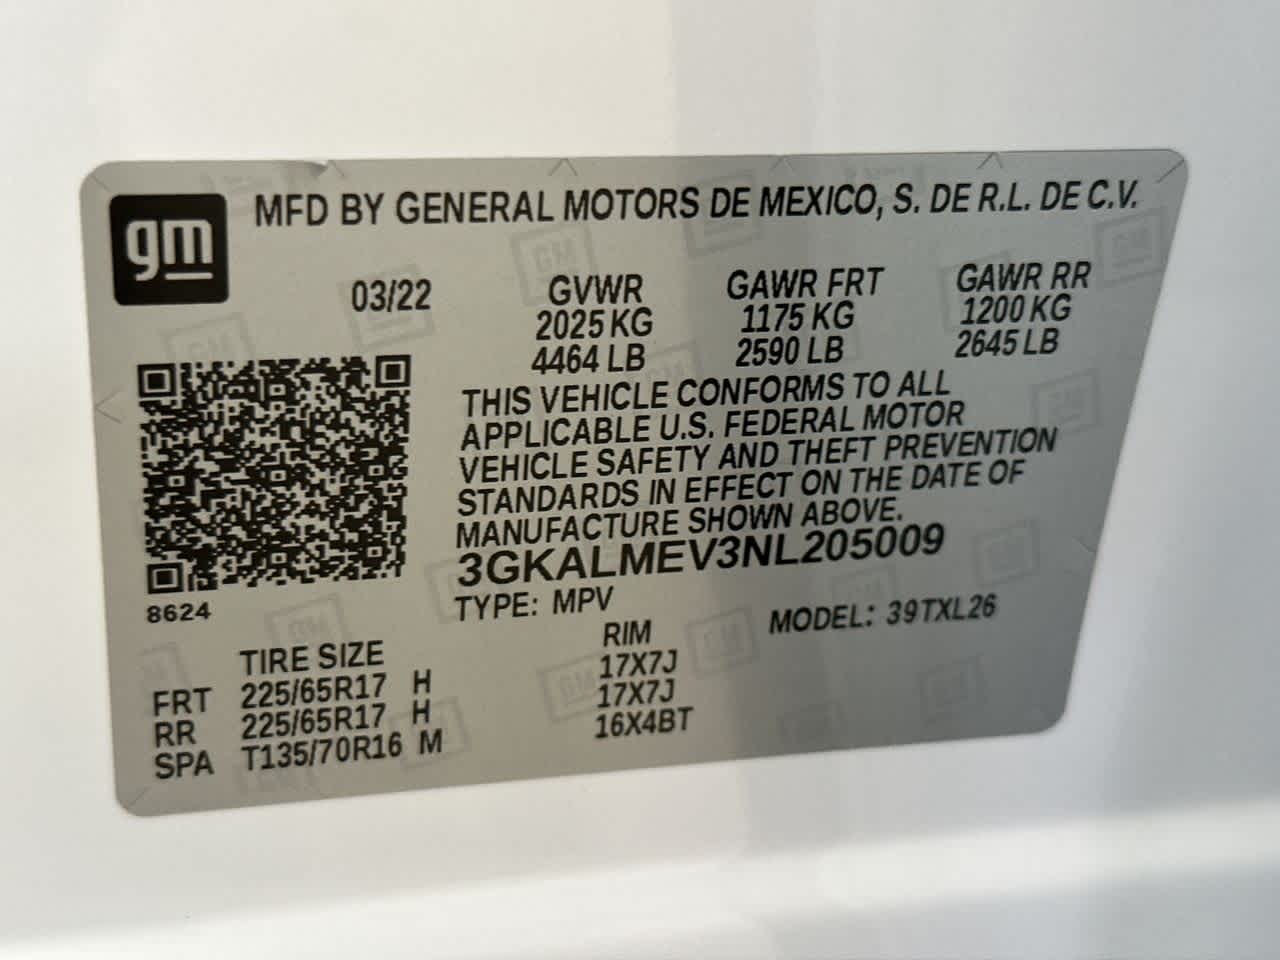 gm
MFD BY GENERAL MOTORS DE MEXICO, S. DE R.L. DE C.V.
03/22 GVWR GAWR FRT GAWR RR
2025 KG 1175 KG 1200 KG
4464 LB 2590 LB 2645 LB
THIS VEHICLE CONFORMS TO ALL
APPLICABLE U.S. FEDERAL MOTOR
VEHICLE SAFETY AND THEFT PREVENTION
STANDARDS IN EFFECT ON THE DATE OF
MANUFACTURE SHOWN ABOVE.
3GKALMEV3NL205009
8624
TYPE: MPV MODEL: 39TXL26
TIRE SIZE RIM
FRT 225/65R17 H 17X7J
RR 225/65R17 H 17X7J
SPA T135/70R16 M 16X4BT